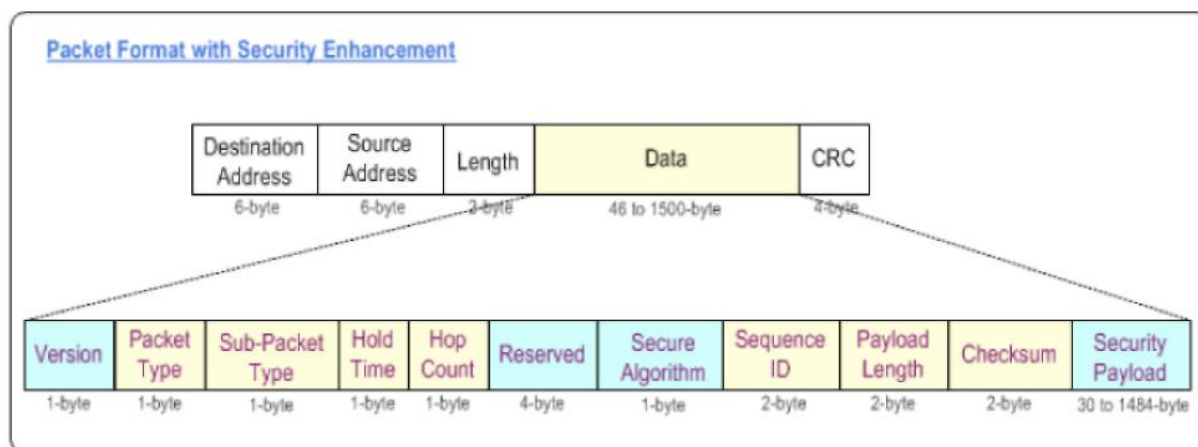 Packet Format with Security Enhancement
Destination Address
Source Address
Length
Data
CRC
6-byte
6-byte
2-byte
46 to 1500-byte
4-byte
Version
Packet Type
Sub-Packet Type
Hold Time
Hop Count
Reserved
Secure Algorithm
Sequence ID
Payload Length
Checksum
Security Payload
1-byte
1-byte
1-byte
1-byte
1-byte
4-byte
1-byte
2-byte
2-byte
2-byte
30 to 1484-byte